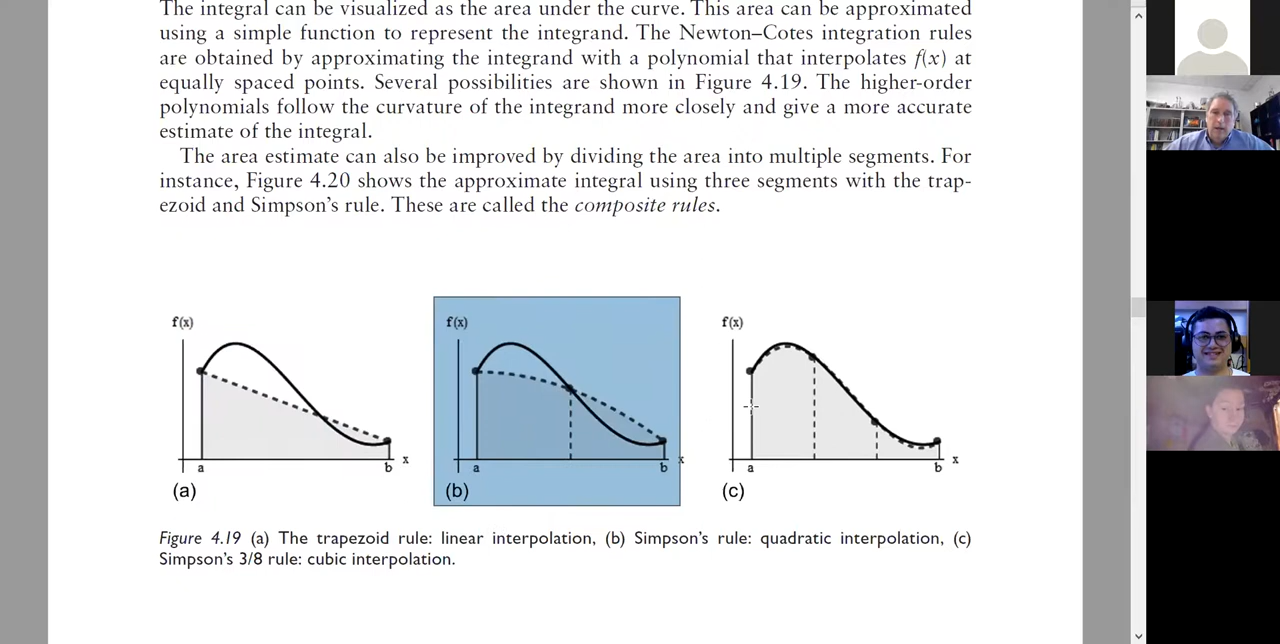 The integral can be visualized as the area under the curve. This area can be approximated
using a simple function to represent the integrand. The Newton–Cotes integration rules
are obtained by approximating the integrand with a polynomial that interpolates f(x) at
equally spaced points. Several possibilities are shown in Figure 4.19. The higher-order
polynomials follow the curvature of the integrand more closely and give a more accurate
estimate of the integral.
The area estimate can also be improved by dividing the area into multiple segments. For
instance, Figure 4.20 shows the approximate integral using three segments with the trap-
ezoid and Simpson's rule. These are called the composite rules.
f(x)
a
b
x
(a)
f(x)
a
b
x
(b)
f(x)
a
b
x
(c)
Figure 4.19 (a) The trapezoid rule: linear interpolation, (b) Simpson's rule: quadratic interpolation, (c)
Simpson's 3/8 rule: cubic interpolation.